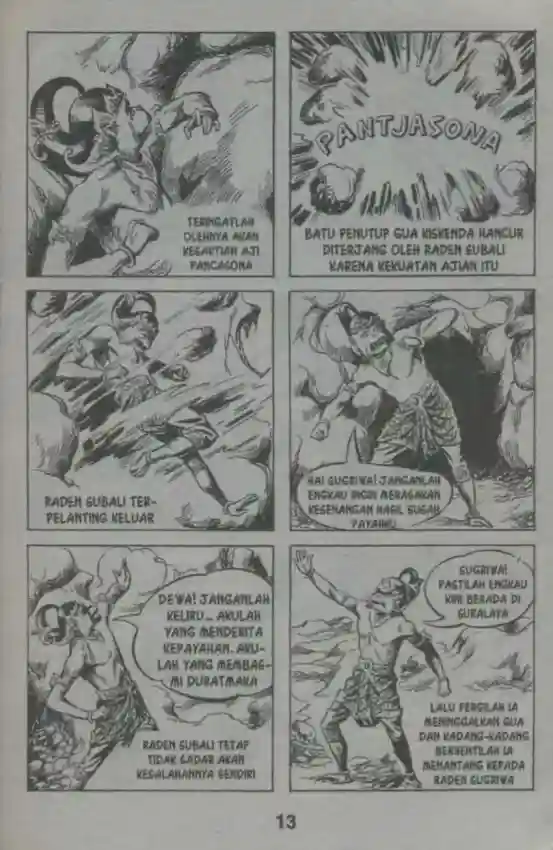 TERINGATLAH
OLEHNYA AKAN
KESAKTIAN AJI
PANCASONA
PANTJASONA
BATU PENUTUP GUA KISKENDA HANCUR
DITERJANG OLEH RADEN SUBALI
KARENA KEKUATAN AJIAN ITU
RADEN SUBALI TER-
PELANTING KELUAR
HAI SUGRIWA! JANGANLAH
ENGKAU INGIN MERASAKAN
KESENANGAN HASIL SUSAH
PAYAHKU
DEWA! JANGANLAH
KELIRU... AKULAH
YANG MENDERITA
KEPAYAHAN. AKU-
LAH YANG MEMBAS-
MI DURATMAKA
RADEN SUBALI TETAP
TIDAK SADAR AKAN
KESALAHANNYA SENDIRI
SUGRIWA!
PASTILAH ENGKAU
KINI BERADA DI
SURALAYA
LALU PERGILAH IA
MENINGGALKAN GUA
DAN KADANG-KADANG
BERHENTILAH IA
MENANTANG KEPADA
RADEN SUGRIWA
13